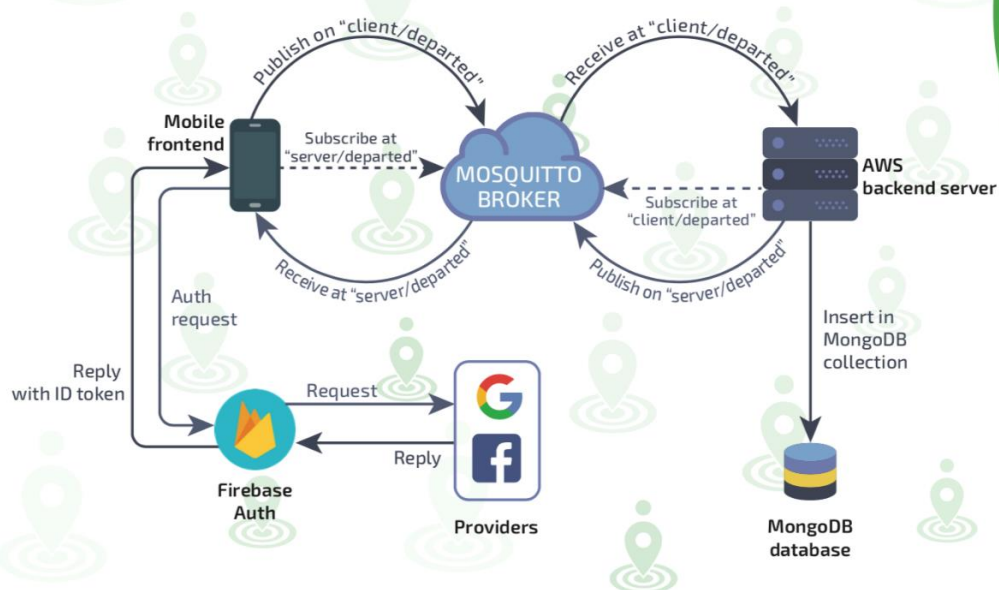 Publish on “client/departed”
Receive at “client/departed”
Mobile
frontend
Subscribe at
“server/departed”
MOSQUITTO
BROKER
AWS
backend server
Subscribe at
“client/departed”
Receive at “server/departed”
Publish on “server/departed”
Auth
request
Insert in
MongoDB
collection
Reply
with ID token
Request
G
f
Reply
Firebase
Auth
Providers
MongoDB
database